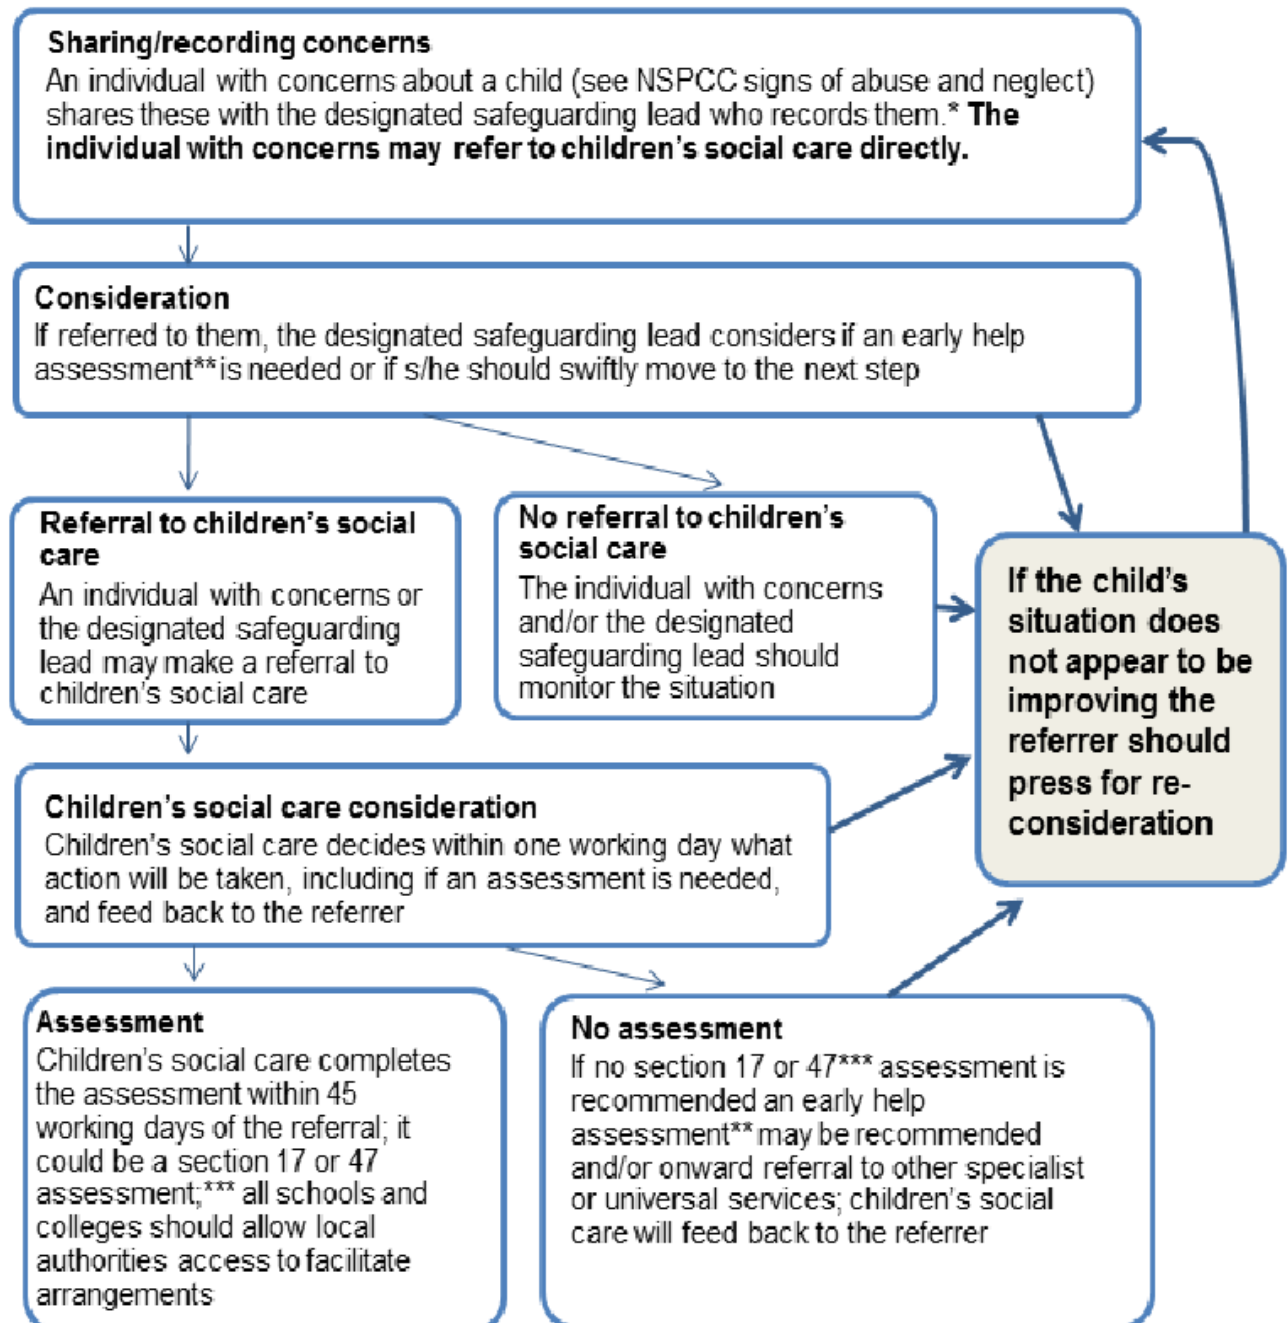 Sharing/recording concerns
An individual with concerns about a child (see NSPCC signs of abuse and neglect)
shares these with the designated safeguarding lead who records them.* The
individual with concerns may refer to children's social care directly.
Consideration
If referred to them, the designated safeguarding lead considers if an early help
assessment** is needed or if s/he should swiftly move to the next step
Referral to children's social
care
An individual with concerns or
the designated safeguarding
lead may make a referral to
children's social care
No referral to children's
social care
The individual with concerns
and/or the designated
safeguarding lead should
monitor the situation
If the child's
situation does
not appear to be
improving the
referrer should
press for re-
consideration
Children's social care consideration
Children's social care decides within one working day what
action will be taken, including if an assessment is needed,
and feed back to the referrer
Assessment
Children's social care completes
the assessment within 45
working days of the referral; it
could be a section 17 or 47
assessment;*** all schools and
colleges should allow local
authorities access to facilitate
arrangements
No assessment
If no section 17 or 47*** assessment is
recommended an early help
assessment** may be recommended
and/or onward referral to other specialist
or universal services; children's social
care will feed back to the referrer